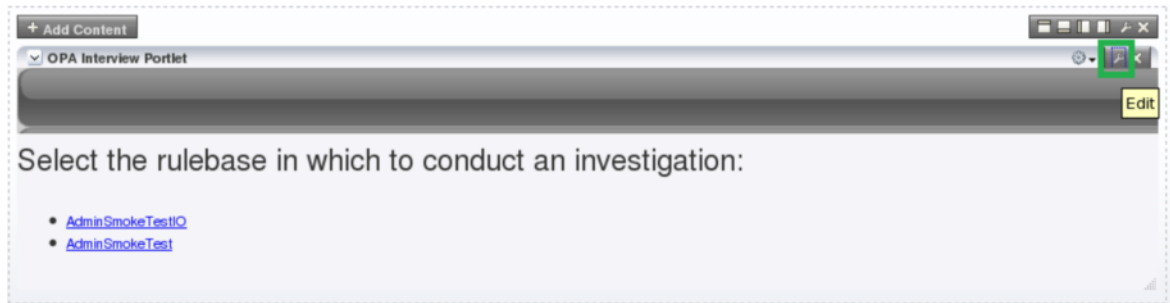 + Add Content
OPA Interview Portlet
Edit
Select the rulebase in which to conduct an investigation:
• AdminSmokeTestIO
• AdminSmokeTest